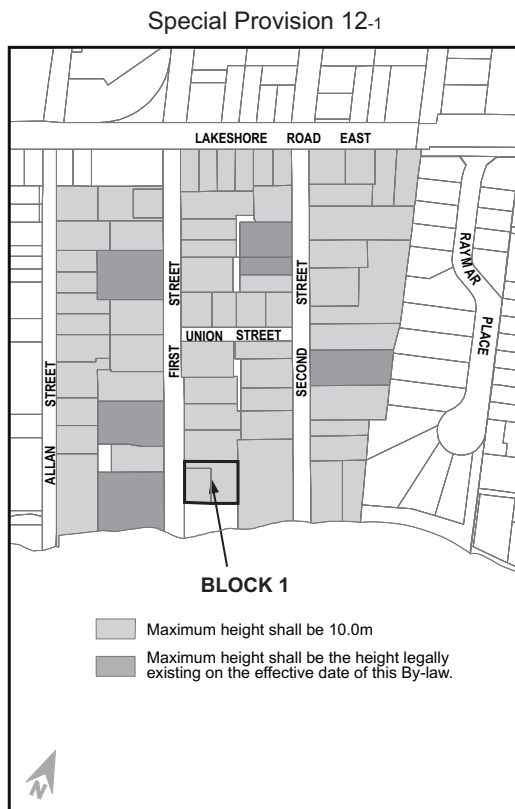 Special Provision 12-1
LAKESHORE ROAD EAST
RAYMAR
PLACE
STREET
FIRST
STREET
SECOND
UNION STREET
STREET
ALLAN
BLOCK 1
Maximum height shall be 10.0m
Maximum height shall be the height legally
existing on the effective date of this By-law.
N